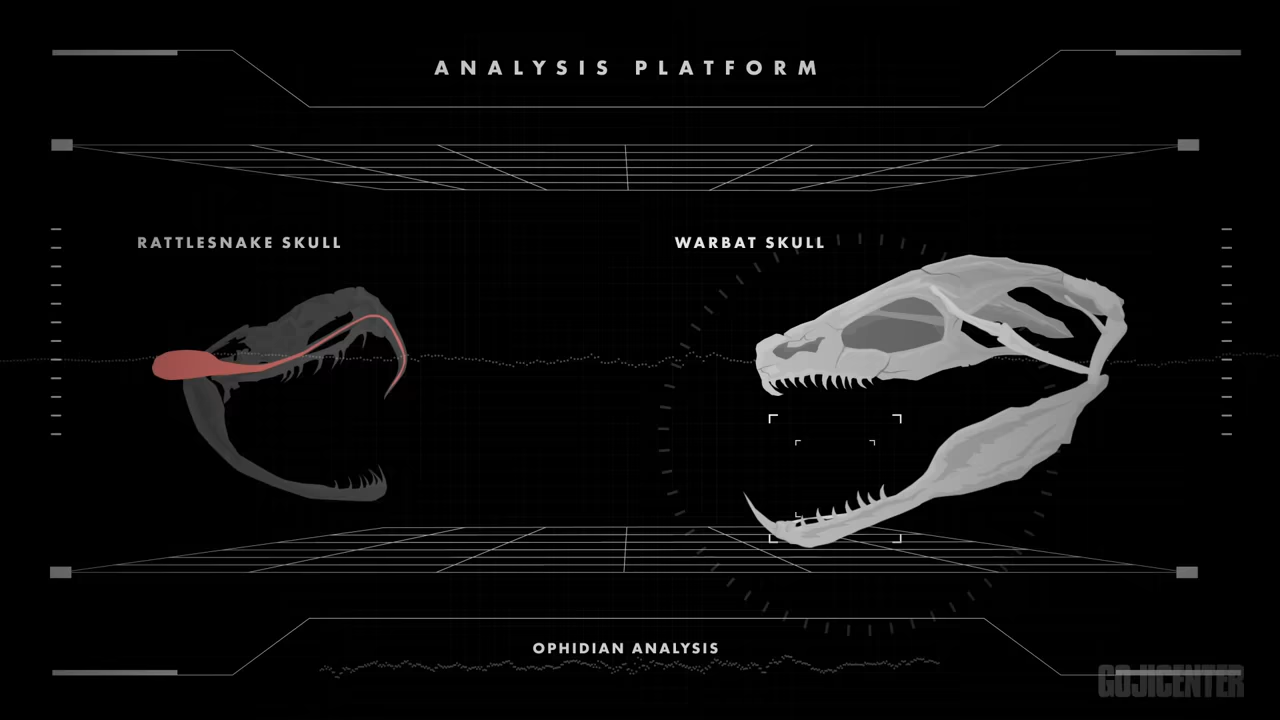 ANALYSIS PLATFORM
RATTLESNAKE SKULL
WARBAT SKULL
OPHIDIAN ANALYSIS
GOJICENTER